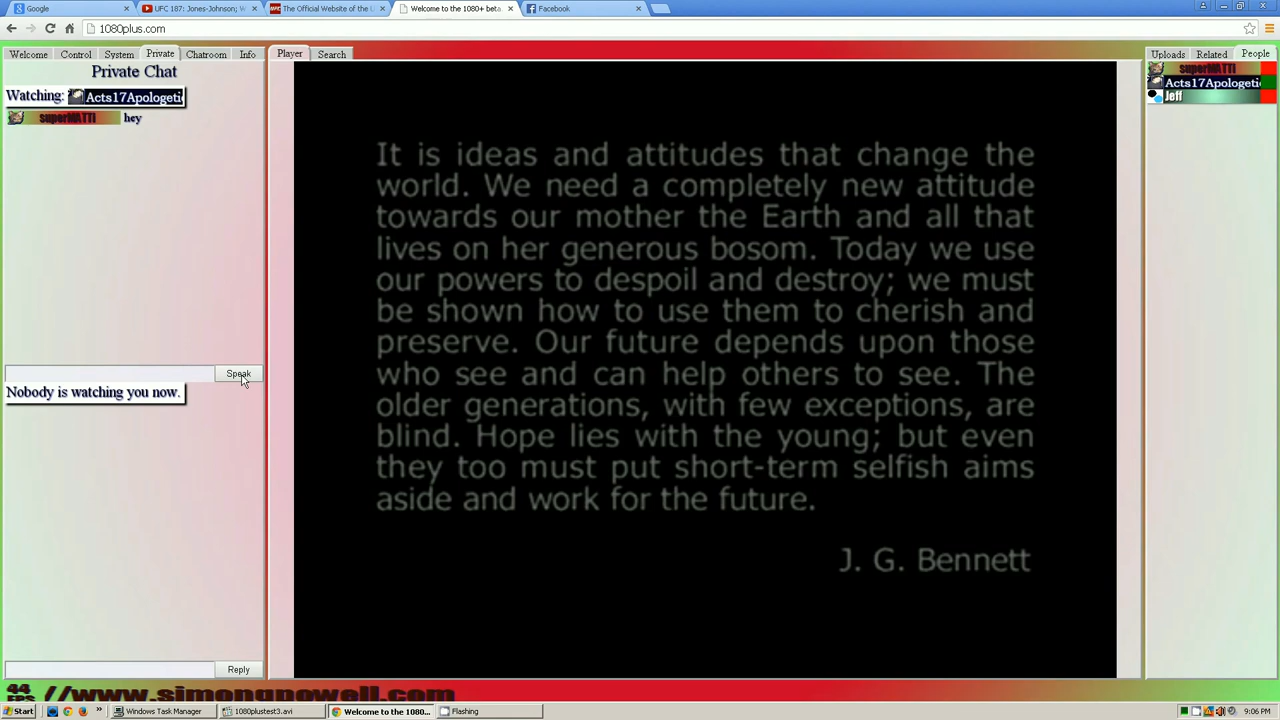 Google
UFC 187: Jones-Johnson; W
The Official Website of the U
Welcome to the 1080+ beta
Facebook
1080plus.com
Welcome Control System Private Chatroom Info
Player Search
Uploads Related People
Private Chat
Watching: Acts17Apologeti
superMATTI hey
superMATTI
Acts17Apologeti
Jeff
It is ideas and attitudes that change the
world. We need a completely new attitude
towards our mother the Earth and all that
lives on her generous bosom. Today we use
our powers to despoil and destroy; we must
be shown how to use them to cherish and
preserve. Our future depends upon those
who see and can help others to see. The
older generations, with few exceptions, are
blind. Hope lies with the young; but even
they too must put short-term selfish aims
aside and work for the future.
J. G. Bennett
Speak
Nobody is watching you now.
Reply
44
FPS
//www.simongnowell.com
Start
»
Windows Task Manager
1080plustest3.avi
Welcome to the 1080...
Flashing
9:06 PM